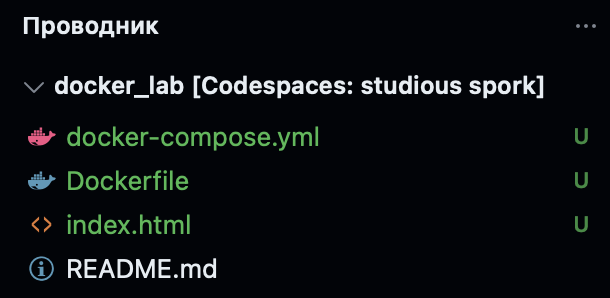 Проводник
docker_lab [Codespaces: studious spork]
docker-compose.yml U
Dockerfile U
index.html U
README.md